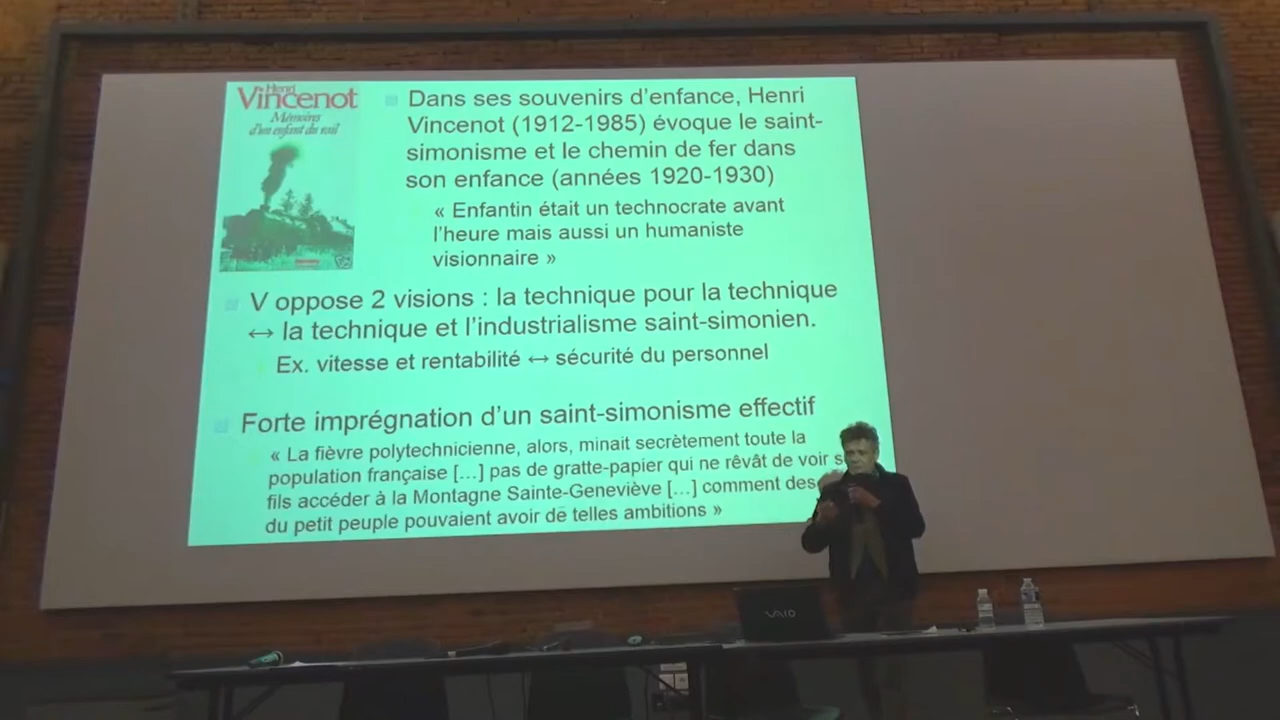 Henri
Vincenot
Mémoires
d'un enfant du rail
Dans ses souvenirs d'enfance, Henri
Vincenot (1912-1985) évoque le saint-
simonisme et le chemin de fer dans
son enfance (années 1920-1930)
« Enfantin était un technocrate avant
l'heure mais aussi un humaniste
visionnaire »
V oppose 2 visions : la technique pour la technique
↔ la technique et l'industrialisme saint-simonien.
Ex. vitesse et rentabilité ↔ sécurité du personnel
Forte imprégnation d'un saint-simonisme effectif
« La fièvre polytechnicienne, alors, minait secrètement toute la
population française [...] pas de gratte-papier qui ne rêvât de voir
fils accéder à la Montagne Sainte-Geneviève [...] comment des
du petit peuple pouvaient avoir de telles ambitions »
VAIO